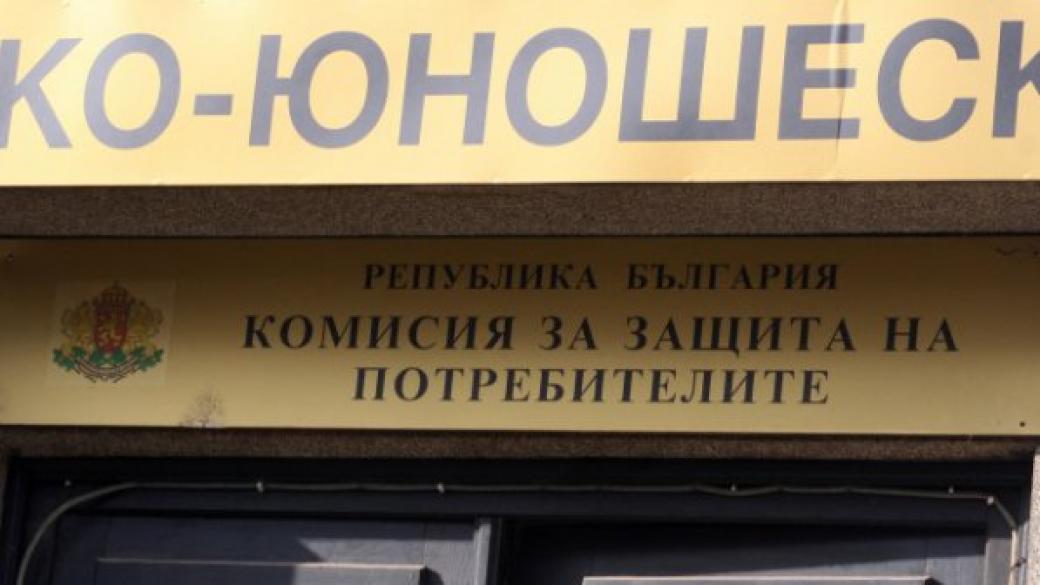 КО-ЮНОШЕСК
РЕПУБЛИКА БЪЛГАРИЯ
КОМИСИЯ ЗА ЗАЩИТА НА
ПОТРЕБИТЕЛИТЕ